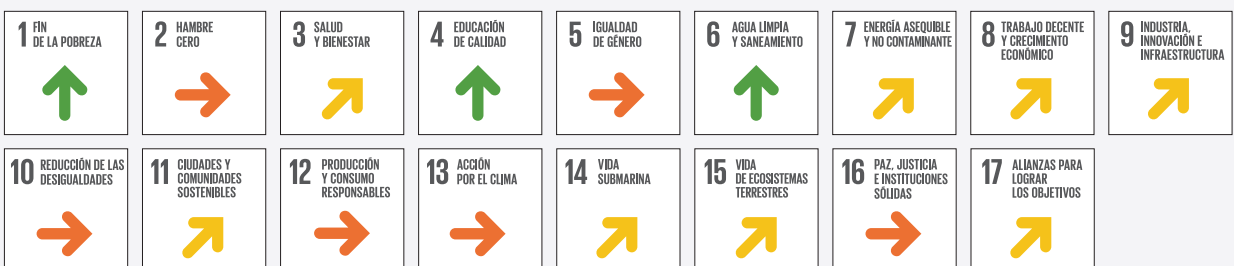 1 FIN
DE LA POBREZA
2 HAMBRE
CERO
3 SALUD
Y BIENESTAR
4 EDUCACIÓN
DE CALIDAD
5 IGUALDAD
DE GÉNERO
6 AGUA LIMPIA
Y SANEAMIENTO
7 ENERGÍA ASEQUIBLE
Y NO CONTAMINANTE
8 TRABAJO DECENTE
Y CRECIMIENTO
ECONÓMICO
9 INDUSTRIA,
INNOVACIÓN E
INFRAESTRUCTURA
10 REDUCCIÓN DE LAS
DESIGUALDADES
11 CIUDADES Y
COMUNIDADES
SOSTENIBLES
12 PRODUCCIÓN
Y CONSUMO
RESPONSABLES
13 ACCIÓN
POR EL CLIMA
14 VIDA
SUBMARINA
15 VIDA
DE ECOSISTEMAS
TERRESTRES
16 PAZ, JUSTICIA
E INSTITUCIONES
SÓLIDAS
17 ALIANZAS PARA
LOGRAR
LOS OBJETIVOS